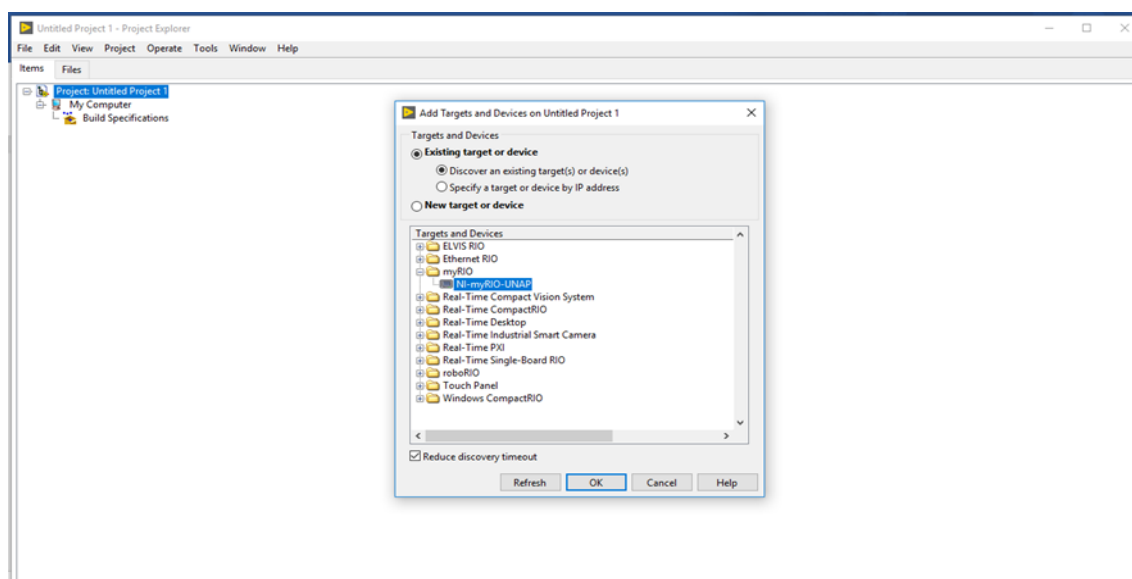 Untitled Project 1 - Project Explorer
File Edit View Project Operate Tools Window Help
Items Files
Project: Untitled Project 1
My Computer
Build Specifications
Add Targets and Devices on Untitled Project 1
Targets and Devices
Existing target or device
Discover an existing target(s) or device(s)
Specify a target or device by IP address
New target or device
Targets and Devices
ELVIS RIO
Ethernet RIO
myRIO
NI-myRIO-UNAP
Real-Time Compact Vision System
Real-Time CompactRIO
Real-Time Desktop
Real-Time Industrial Smart Camera
Real-Time PXI
Real-Time Single-Board RIO
roboRIO
Touch Panel
Windows CompactRIO
Reduce discovery timeout
Refresh OK Cancel Help